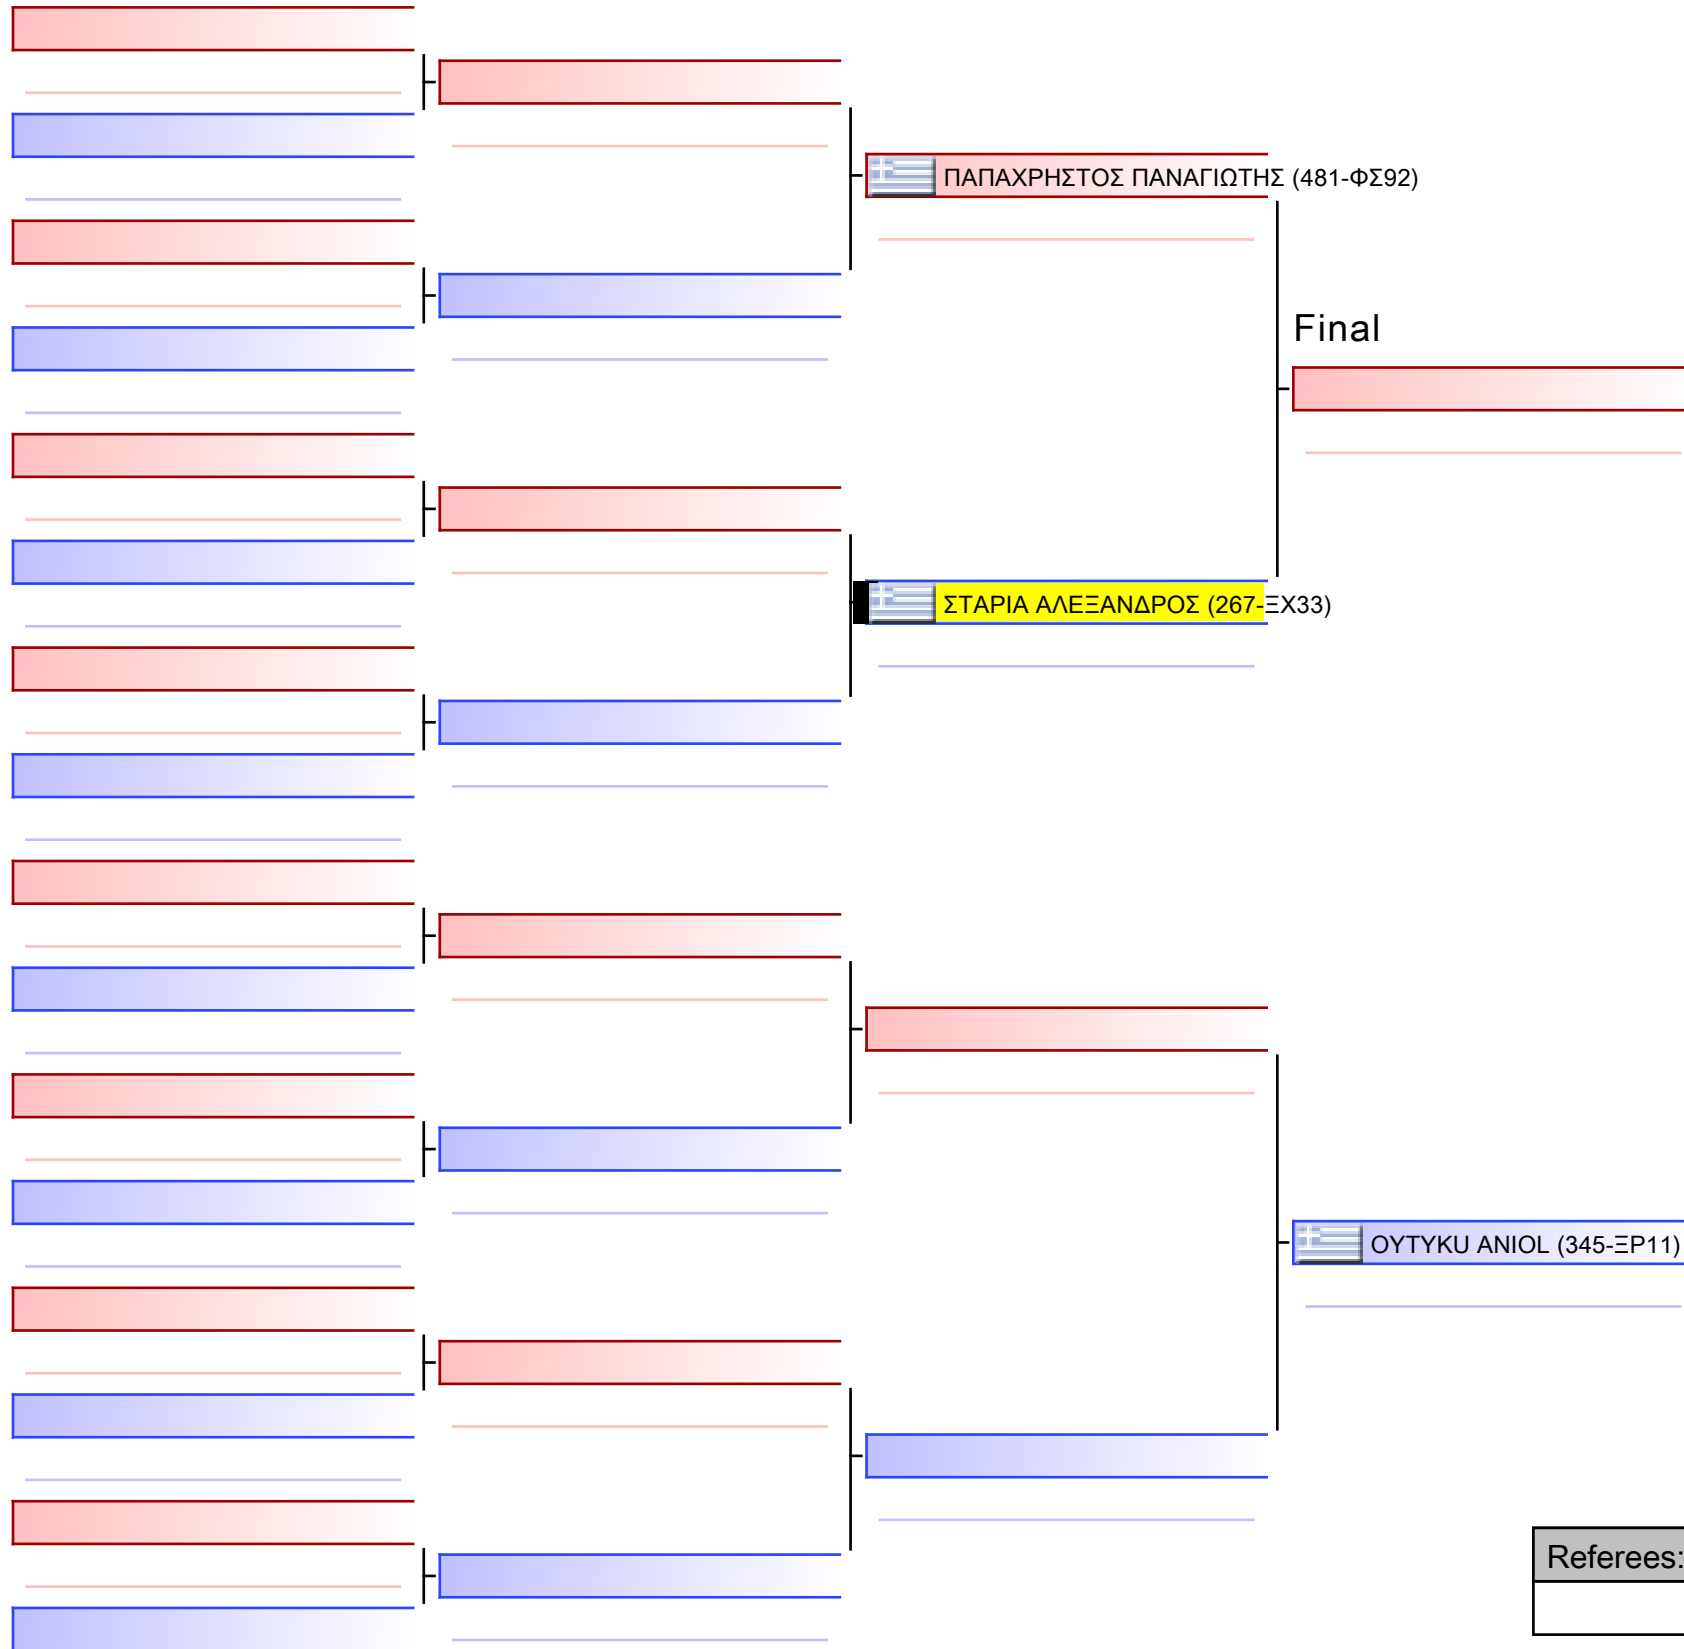 ΠΑΠΑΧΡΗΣΤΟΣ ΠΑΝΑΓΙΩΤΗΣ (481-ΦΣ92)
Final
ΣΤΑΡΙΑ ΑΛΕΞΑΝΔΡΟΣ (267-ΞΧ33)
OYTYKU ANIOL (345-ΞΡ11)
Referees: